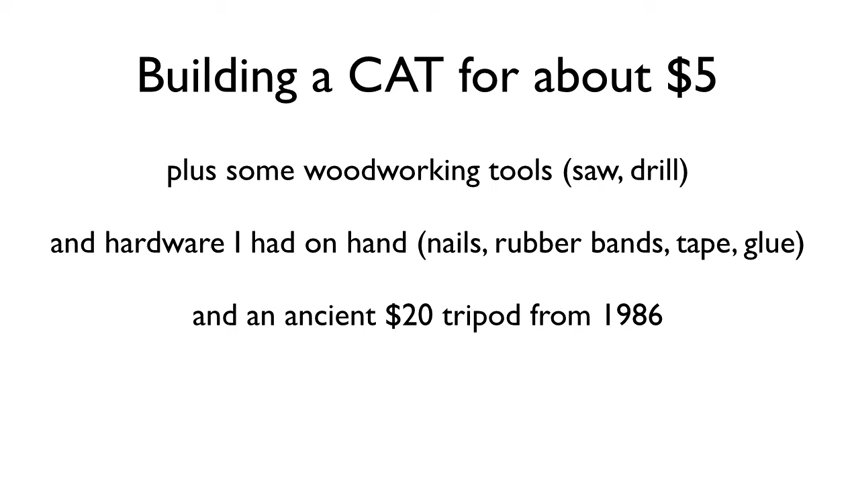 Building a CAT for about $5
plus some woodworking tools (saw, drill)
and hardware I had on hand (nails, rubber bands, tape, glue)
and an ancient $20 tripod from 1986